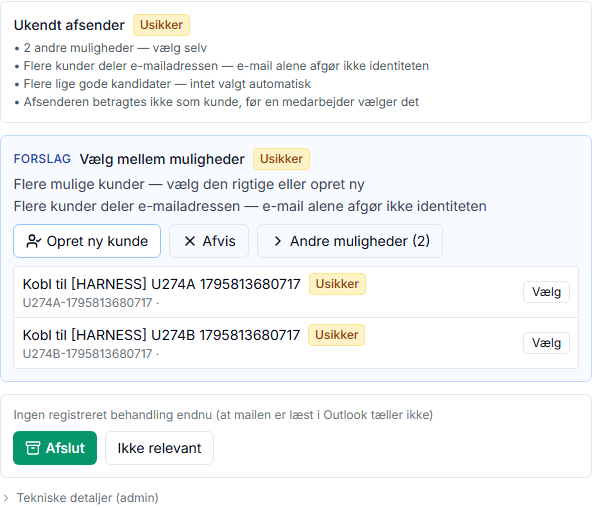 Ukendt afsender Usikker
• 2 andre muligheder — vælg selv
• Flere kunder deler e-mailadressen — e-mail alene afgør ikke identiteten
• Flere lige gode kandidater — intet valgt automatisk
• Afsenderen betragtes ikke som kunde, før en medarbejder vælger det
FORSLAG Vælg mellem muligheder Usikker
Flere mulige kunder — vælg den rigtige eller opret ny
Flere kunder deler e-mailadressen — e-mail alene afgør ikke identiteten
Opret ny kunde Afvis Andre muligheder (2)
Kobl til [HARNESS] U274A 1795813680717 Usikker
U274A-1795813680717 ·
Vælg
Kobl til [HARNESS] U274B 1795813680717 Usikker
U274B-1795813680717 ·
Vælg
Ingen registreret behandling endnu (at mailen er læst i Outlook tæller ikke)
Afslut Ikke relevant
Tekniske detaljer (admin)